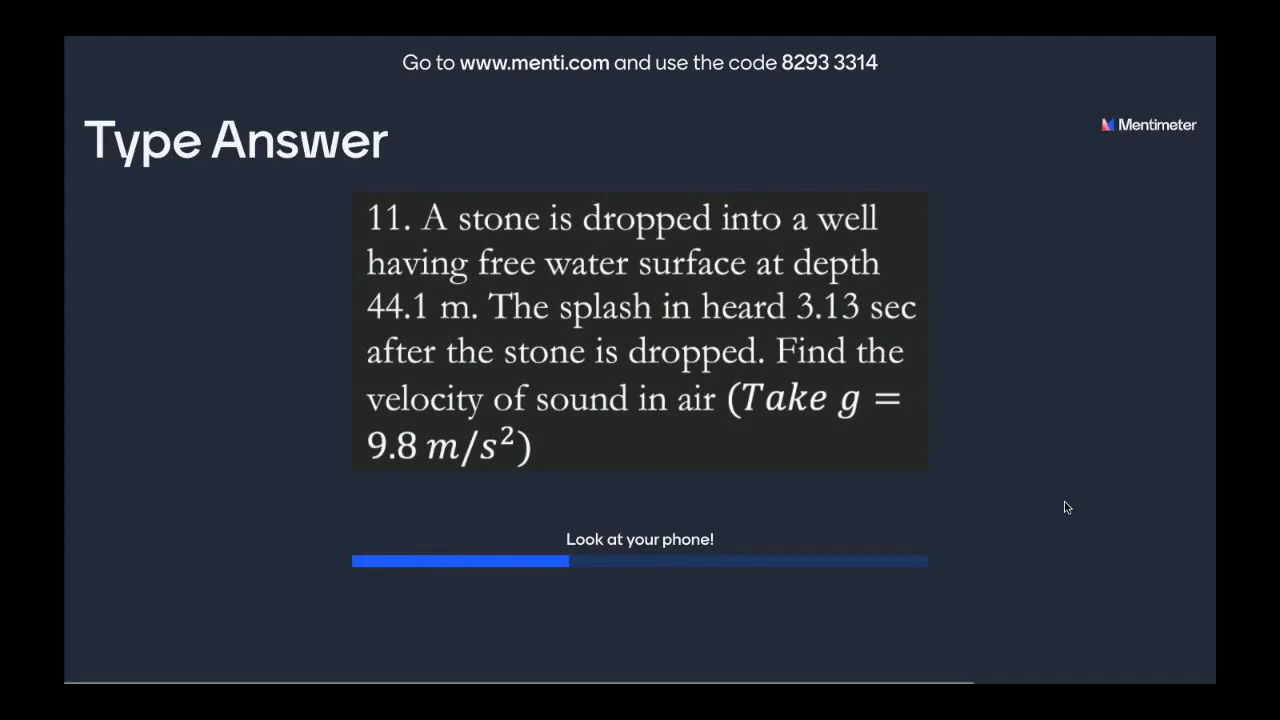 Go to www.menti.com and use the code 8293 3314
Type Answer
Mentimeter
11. A stone is dropped into a well
having free water surface at depth
44.1 m. The splash in heard 3.13 sec
after the stone is dropped. Find the
velocity of sound in air (Take g =
9.8 m/s²)
Look at your phone!